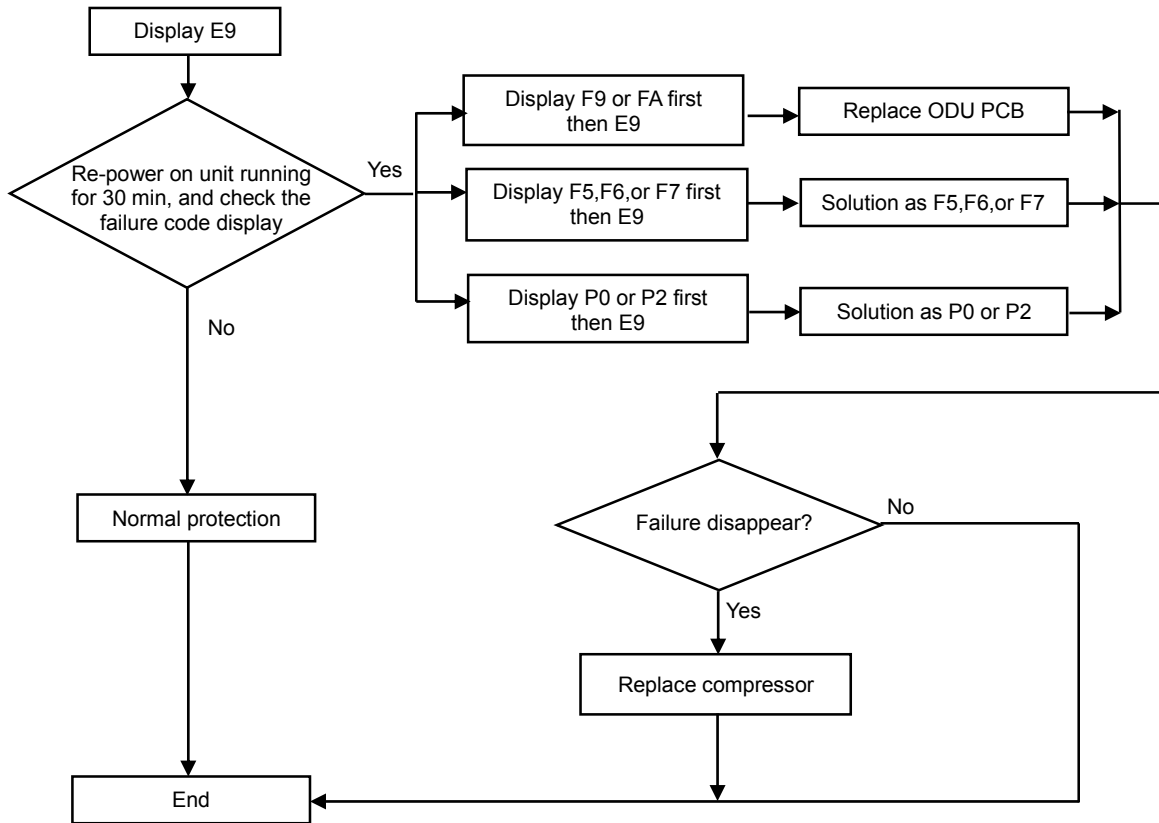 Display E9
Re-power on unit running
for 30 min, and check the
failure code display
Yes
No
Display F9 or FA first
then E9
Replace ODU PCB
Display F5,F6,or F7 first
then E9
Solution as F5,F6,or F7
Display P0 or P2 first
then E9
Solution as P0 or P2
Normal protection
Failure disappear?
No
Yes
Replace compressor
End